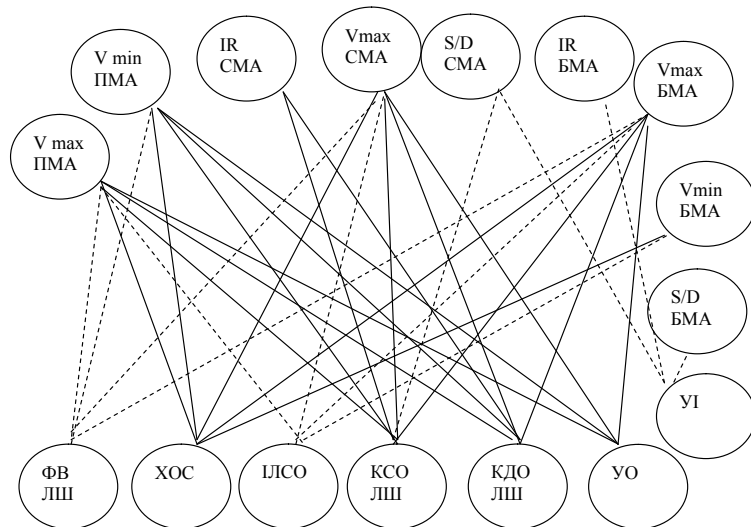 V min
ПМА
IR
СМА
Vmax
СМА
S/D
СМА
IR
БМА
Vmax
БМА
V max
ПМА
Vmin
БМА
S/D
БМА
УІ
ФВ
ЛШ
ХОС
ІЛСО
КСО
ЛШ
КДО
ЛШ
УО